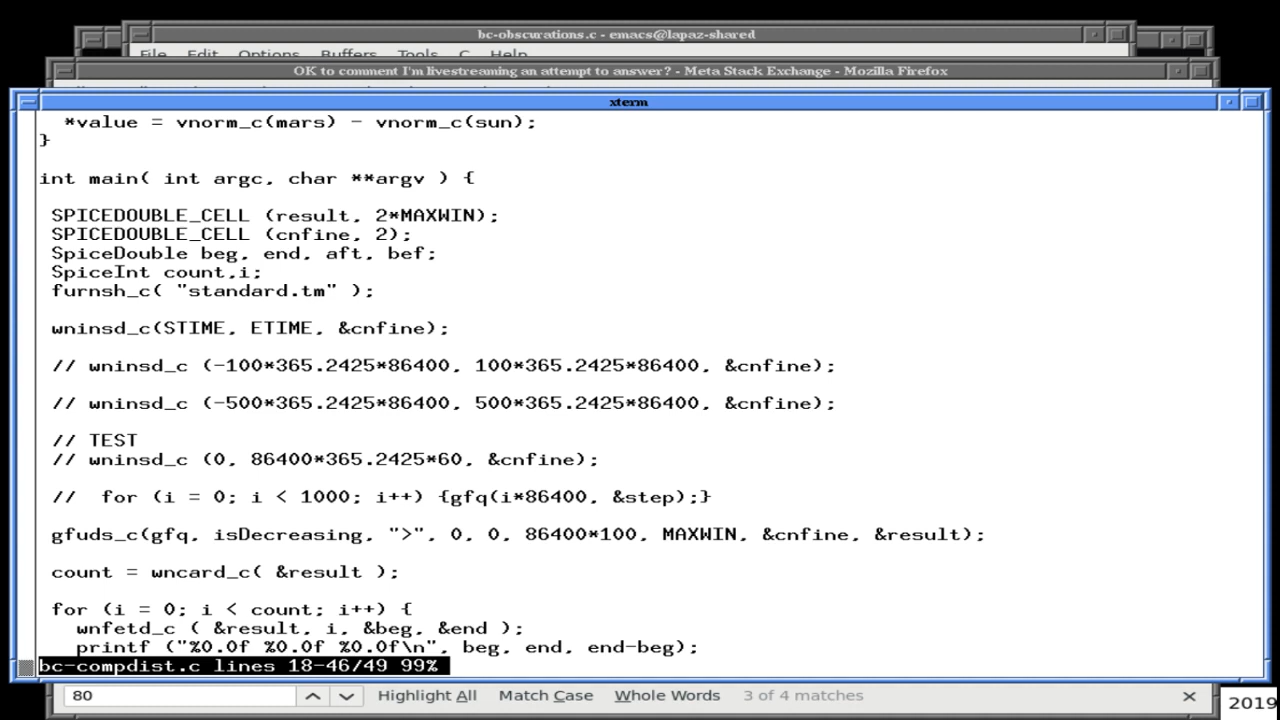 bc-obscurations.c - emacs@lapaz-shared
File Edit Options Buffers Tools C Help
OK to comment I'm livestreaming an attempt to answer? - Meta Stack Exchange - Mozilla Firefox
xterm
*value = vnorm_c(mars) - vnorm_c(sun);
}
int main( int argc, char **argv ) {
SPICEDOUBLE_CELL (result, 2*MAXWIN);
SPICEDOUBLE_CELL (cnfine, 2);
SpiceDouble beg, end, aft, bef;
SpiceInt count,i;
furnsh_c( "standard.tm" );
wninsd_c(STIME, ETIME, &cnfine);
// wninsd_c (-100*365.2425*86400, 100*365.2425*86400, &cnfine);
// wninsd_c (-500*365.2425*86400, 500*365.2425*86400, &cnfine);
// TEST
// wninsd_c (0, 86400*365.2425*60, &cnfine);
//  for (i = 0; i < 1000; i++) {gfq(i*86400, &step);}
gfuds_c(gfq, isDecreasing, ">", 0, 0, 86400*100, MAXWIN, &cnfine, &result);
count = wncard_c( &result );
for (i = 0; i < count; i++) {
wnfetd_c ( &result, i, &beg, &end );
printf ("%0.0f %0.0f %0.0f\n", beg, end, end-beg);
bc-compdist.c lines 18-46/49 99%
80 Highlight All Match Case Whole Words 3 of 4 matches
2019